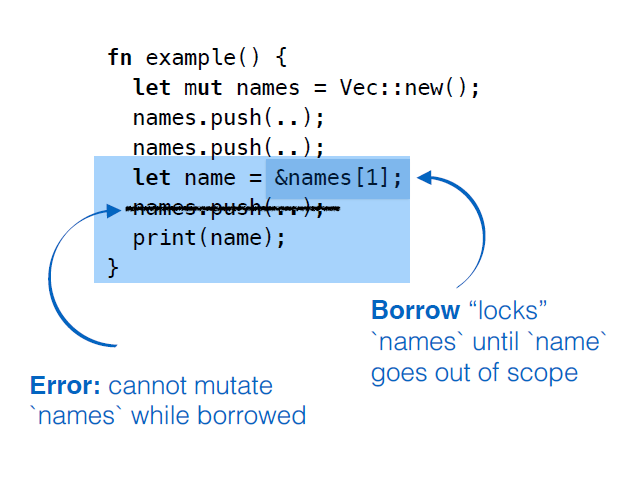 fn example() {
let mut names = Vec::new();
names.push(..);
names.push(..);
let name = &names[1];
names.push(..);
print(name);
}
Borrow “locks”
`names` until `name`
goes out of scope
Error: cannot mutate
`names` while borrowed